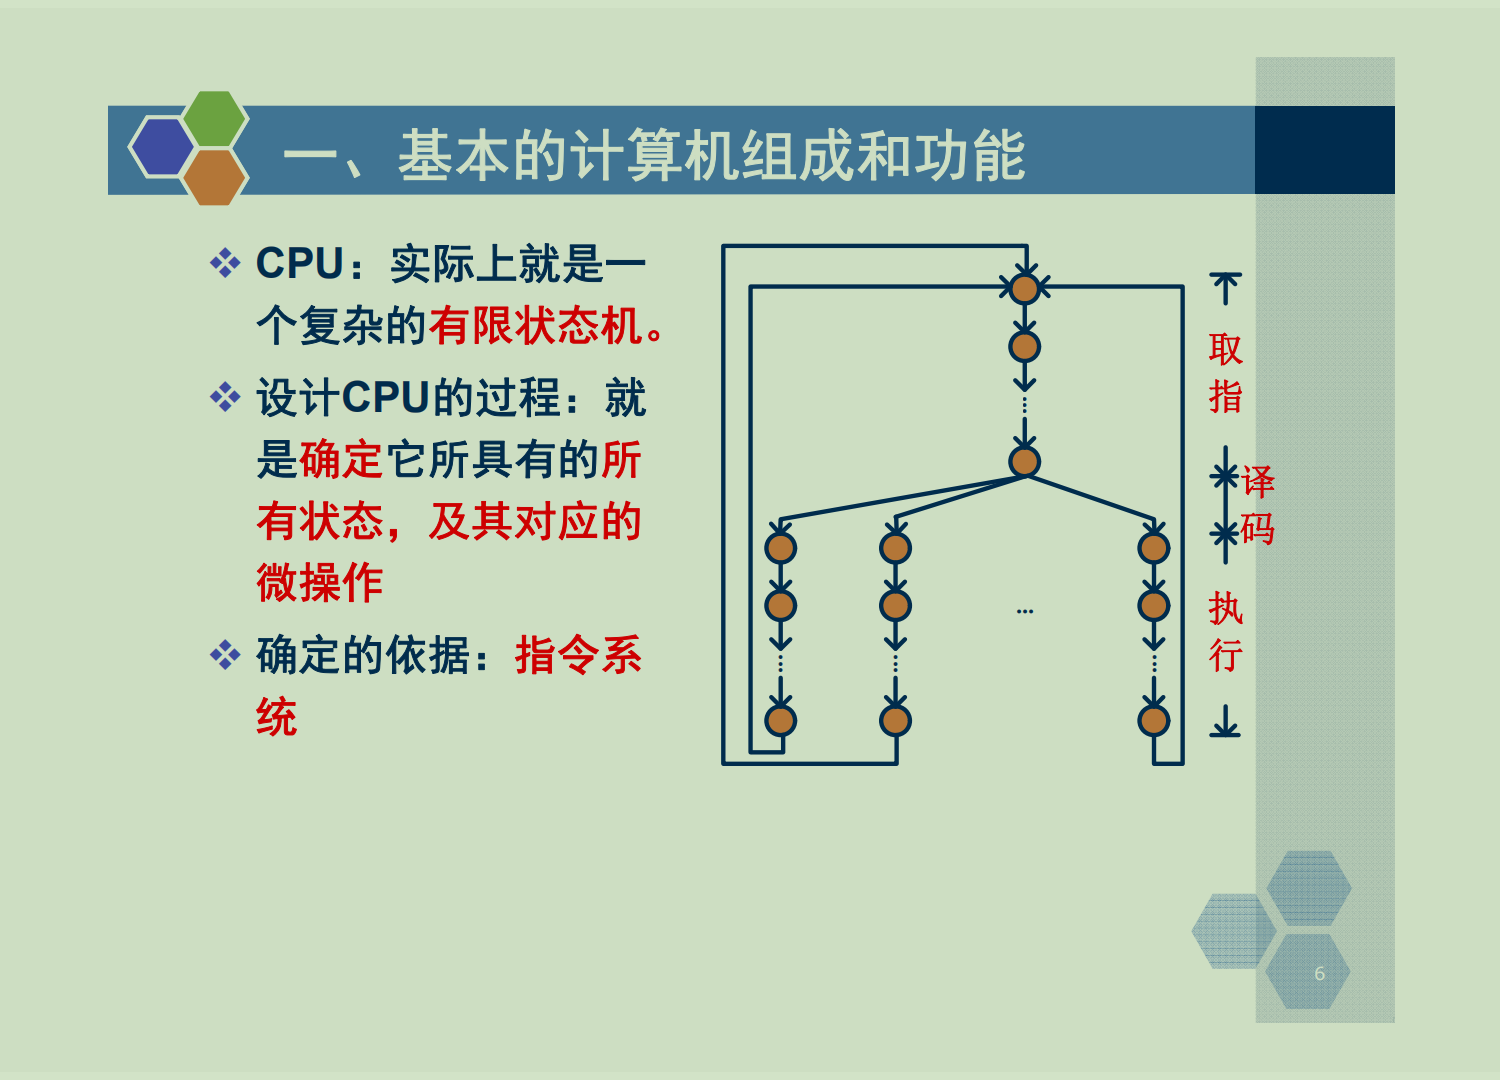 一、基本的计算机组成和功能
CPU：实际上就是一
个复杂的有限状态机。
设计CPU的过程：就
是确定它所具有的所
有状态，及其对应的
微操作
确定的依据：指令系
统
取
指
译
码
执
行
...
6